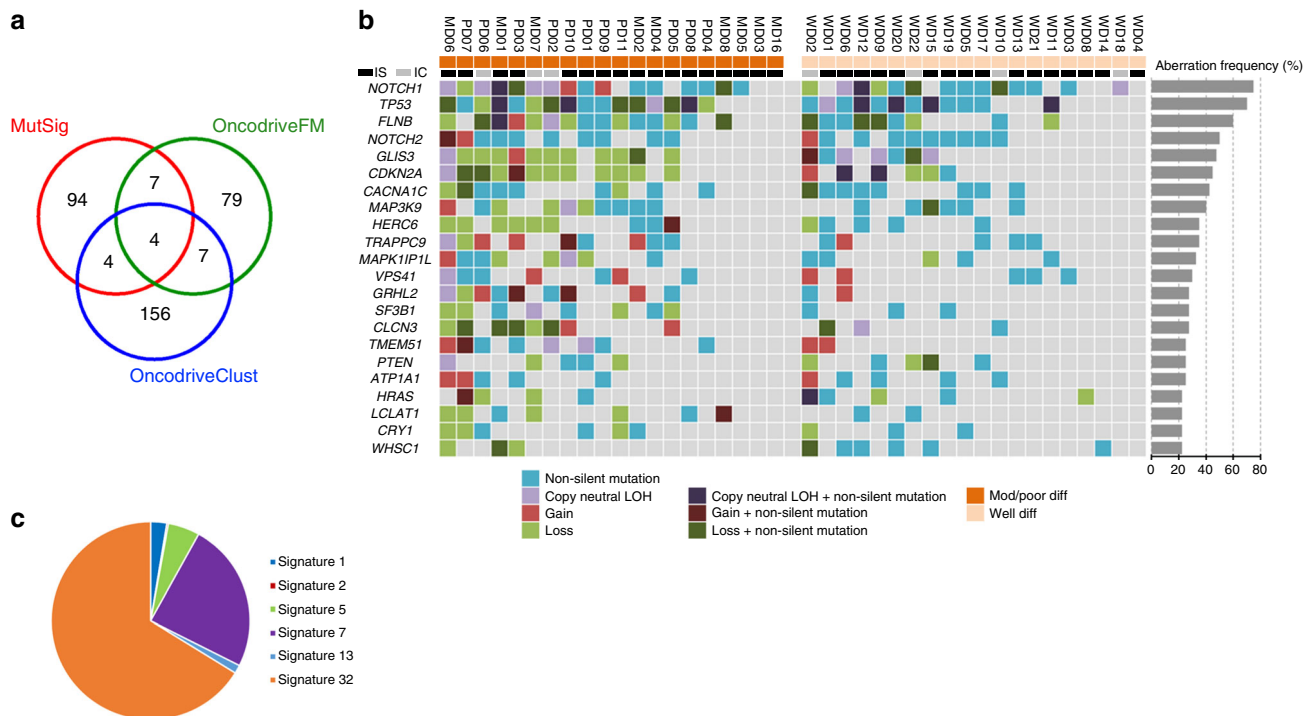 a
MutSig
OncodriveFM
94
7
79
4
4
7
156
OncodriveClust
b
MD06 PD07 PD06 MD01 PD03 MD07 PD02 PD10 PD01 PD09 PD11 MD02 MD04 PD05 PD08 PD04 MD08 MD05 MD03 MD16
WD02 WD01 WD06 WD12 WD09 WD20 WD22 WD15 WD19 WD05 WD17 WD10 WD13 WD21 WD11 WD03 WD08 WD14 WD18 WD04
IS IC
Aberration frequency (%)
NOTCH1
TP53
FLNB
NOTCH2
GLIS3
CDKN2A
CACNA1C
MAP3K9
HERC6
TRAPPC9
MAPK1IP1L
VPS41
GRHL2
SF3B1
CLCN3
TMEM51
PTEN
ATP1A1
HRAS
LCLAT1
CRY1
WHSC1
0 20 40 60 80
Non-silent mutation
Copy neutral LOH
Gain
Loss
Copy neutral LOH + non-silent mutation
Gain + non-silent mutation
Loss + non-silent mutation
Mod/poor diff
Well diff
c
Signature 1
Signature 2
Signature 5
Signature 7
Signature 13
Signature 32